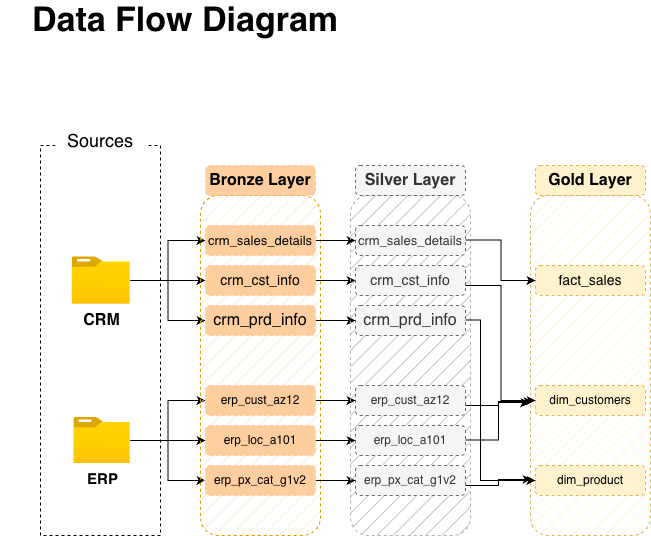 Data Flow Diagram
Sources
Bronze Layer
Silver Layer
Gold Layer
crm_sales_details
crm_sales_details
crm_cst_info
crm_cst_info
fact_sales
CRM
crm_prd_info
crm_prd_info
erp_cust_az12
erp_cust_az12
dim_customers
erp_loc_a101
erp_loc_a101
ERP
erp_px_cat_g1v2
erp_px_cat_g1v2
dim_product